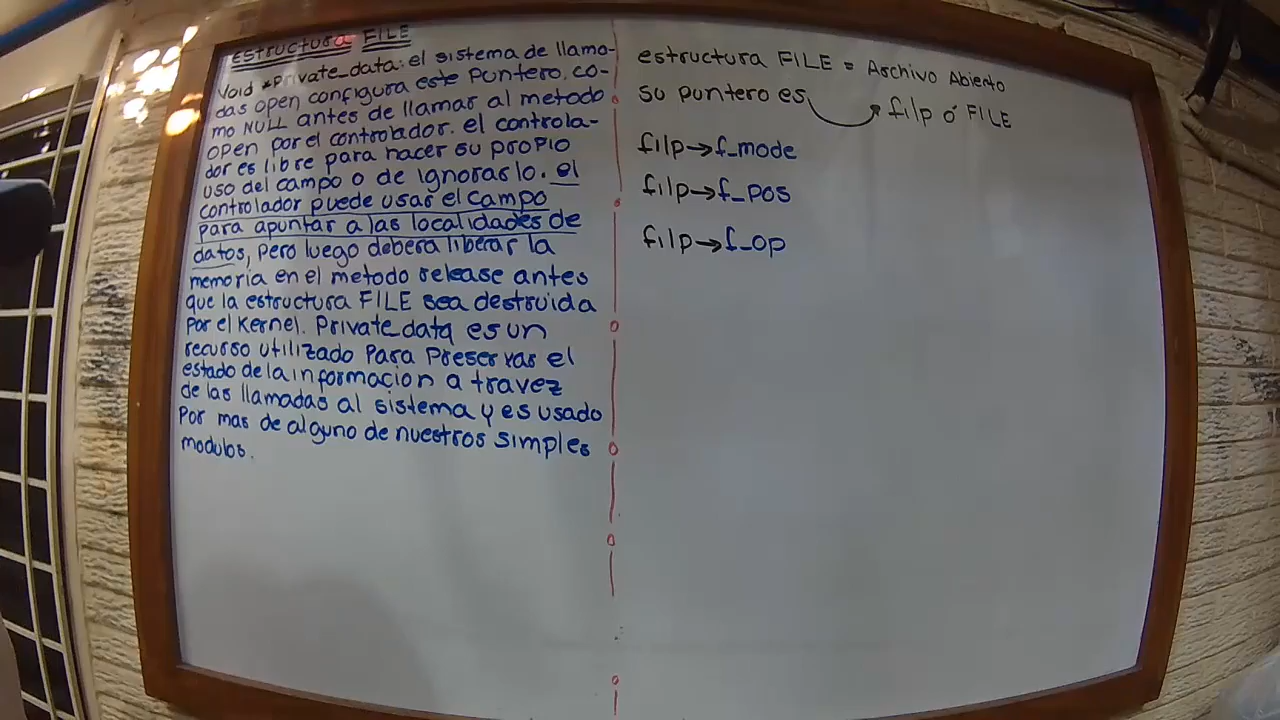 estructura FILE
Void *private_data: el sistema de llama-
das open configura este puntero, co-
mo NULL antes de llamar al metodo
open por el controlador. el controla-
dor es libre para hacer su propio
uso del campo o de ignorarlo. el
controlador puede usar el campo
para apuntar a las localidades de
datos, pero luego debera liberar la
memoria en el metodo release antes
que la estructura FILE sea destruida
por el Kernel. Private_data es un
recurso utilizado para preservar el
estado de la informacion a travez
de las llamadas al sistema y es usado
por mas de alguno de nuestros simples
modulos.
estructura FILE = Archivo Abierto
su puntero es filp ó FILE
filp→f_mode
filp→f_pos
filp→f_op